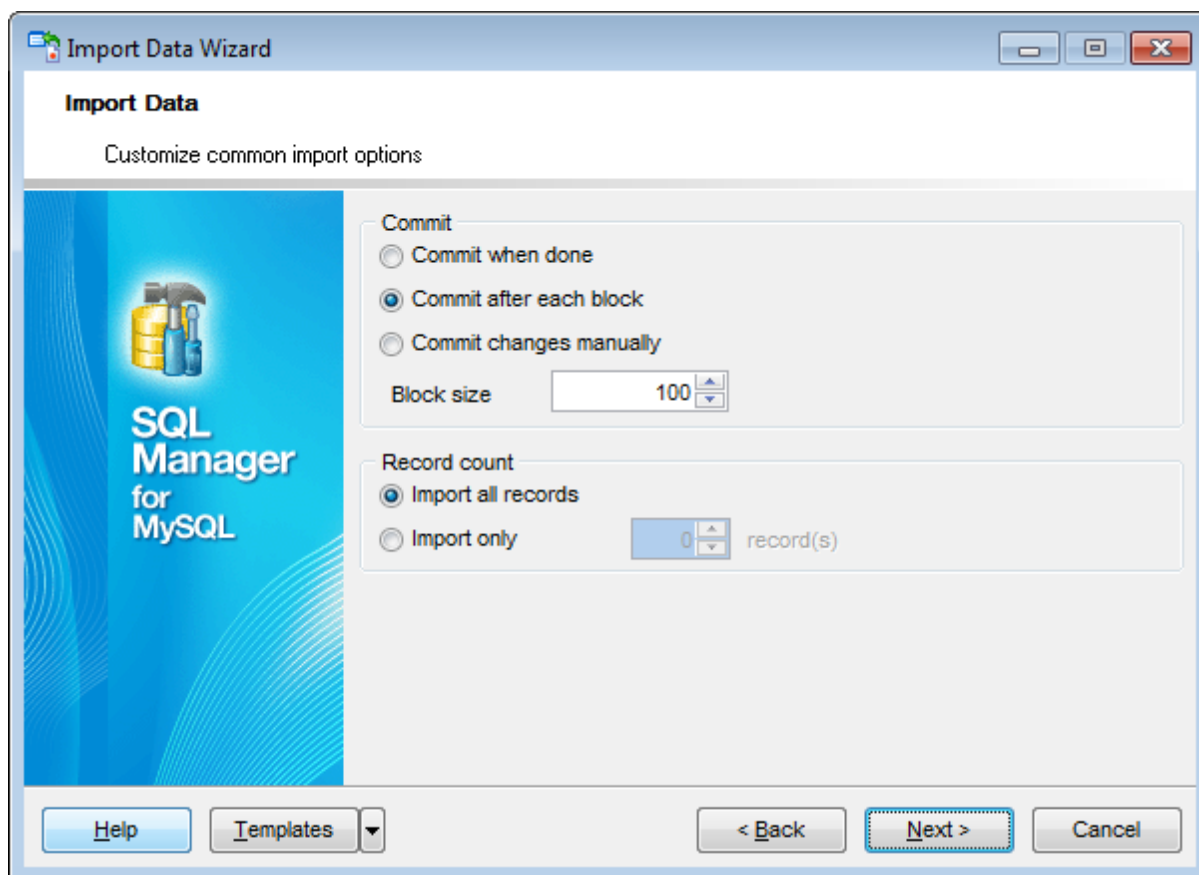 Import Data Wizard
Import Data
Customize common import options
Commit
Commit when done
Commit after each block
Commit changes manually
Block size 100
SQL
Manager
for
MySQL
Record count
Import all records
Import only 0 record(s)
Help Templates < Back Next > Cancel